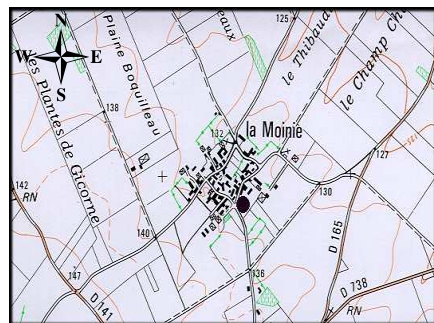 N
W E
S
125
Plaine Boquilleau
eaux
le Thibaud
le Champ Ch
les Plantes de Gicorne
138
132
la Moinie
127
142
RN
130
140
D 165
147
136
D 141
D 738
RN